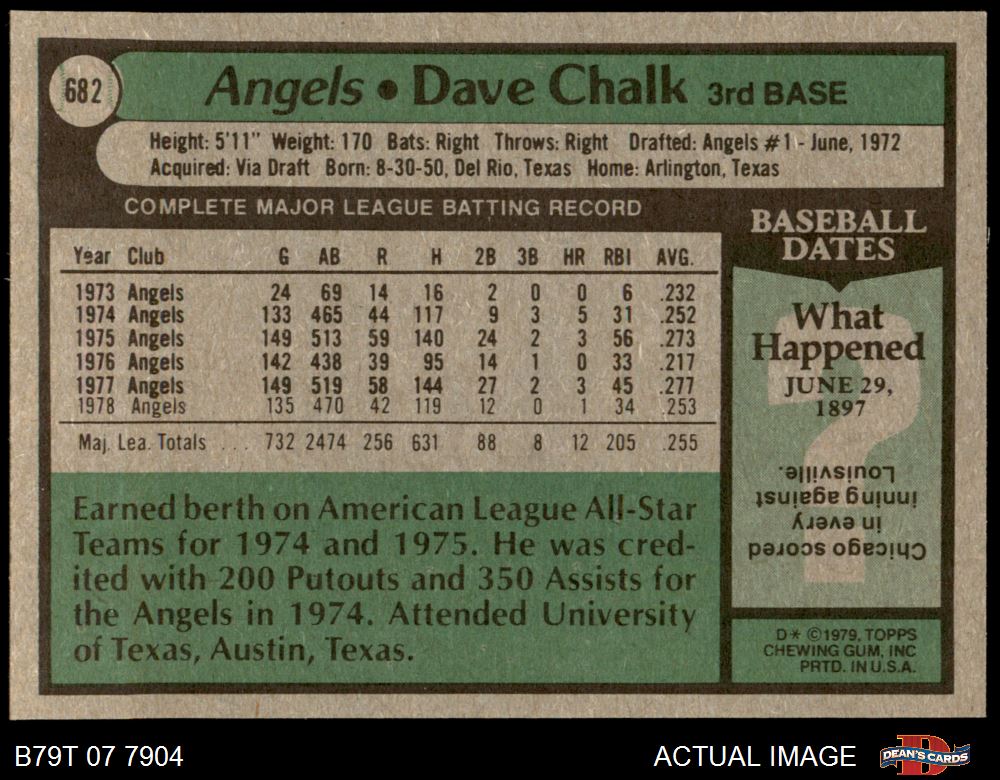 682
Angels • Dave Chalk 3rd BASE
Height: 5'11" Weight: 170 Bats: Right Throws: Right Drafted: Angels #1 - June, 1972
Acquired: Via Draft Born: 8-30-50, Del Rio, Texas Home: Arlington, Texas
COMPLETE MAJOR LEAGUE BATTING RECORD
Year Club G AB R H 2B 3B HR RBI AVG.
1973 Angels 24 69 14 16 2 0 0 6 .232
1974 Angels 133 465 44 117 9 3 5 31 .252
1975 Angels 149 513 59 140 24 2 3 56 .273
1976 Angels 142 438 39 95 14 1 0 33 .217
1977 Angels 149 519 58 144 27 2 3 45 .277
1978 Angels 135 470 42 119 12 0 1 34 .253
Maj. Lea. Totals ... 732 2474 256 631 88 8 12 205 .255
Earned berth on American League All-Star
Teams for 1974 and 1975. He was cred-
ited with 200 Putouts and 350 Assists for
the Angels in 1974. Attended University
of Texas, Austin, Texas.
BASEBALL
DATES
What
Happened
JUNE 29,
1897
?
Chicago scored
in every
inning against
Louisville.
D* ©1979, TOPPS
CHEWING GUM, INC
PRTD. IN U.S.A.
B79T 07 7904
ACTUAL IMAGE
D
DEAN'S CARDS